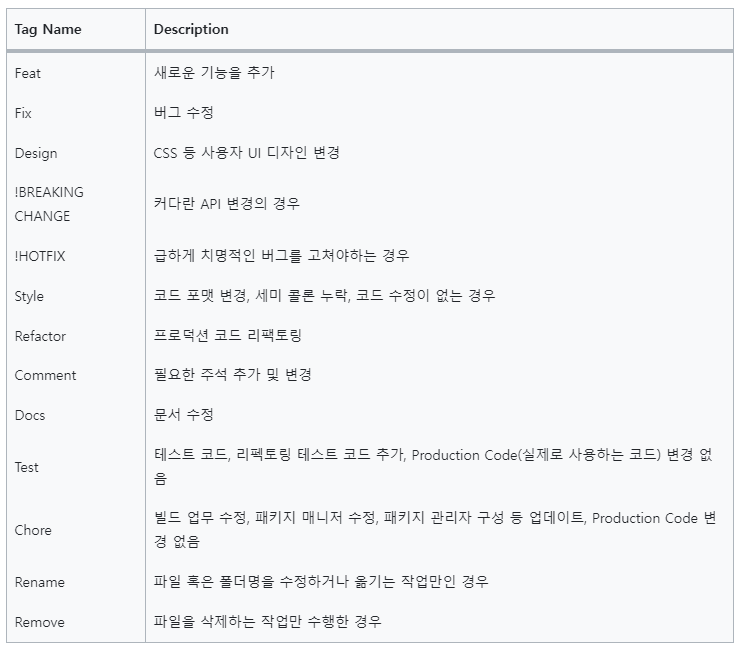 Tag Name Description
Feat 새로운 기능을 추가
Fix 버그 수정
Design CSS 등 사용자 UI 디자인 변경
!BREAKING
CHANGE
커다란 API 변경의 경우
!HOTFIX 급하게 치명적인 버그를 고쳐야하는 경우
Style 코드 포맷 변경, 세미 콜론 누락, 코드 수정이 없는 경우
Refactor 프로덕션 코드 리팩토링
Comment 필요한 주석 추가 및 변경
Docs 문서 수정
Test
테스트 코드, 리펙토링 테스트 코드 추가, Production Code(실제로 사용하는 코드) 변경 없
음
Chore
빌드 업무 수정, 패키지 매니저 수정, 패키지 관리자 구성 등 업데이트, Production Code 변
경 없음
Rename 파일 혹은 폴더명을 수정하거나 옮기는 작업만인 경우
Remove 파일을 삭제하는 작업만 수행한 경우